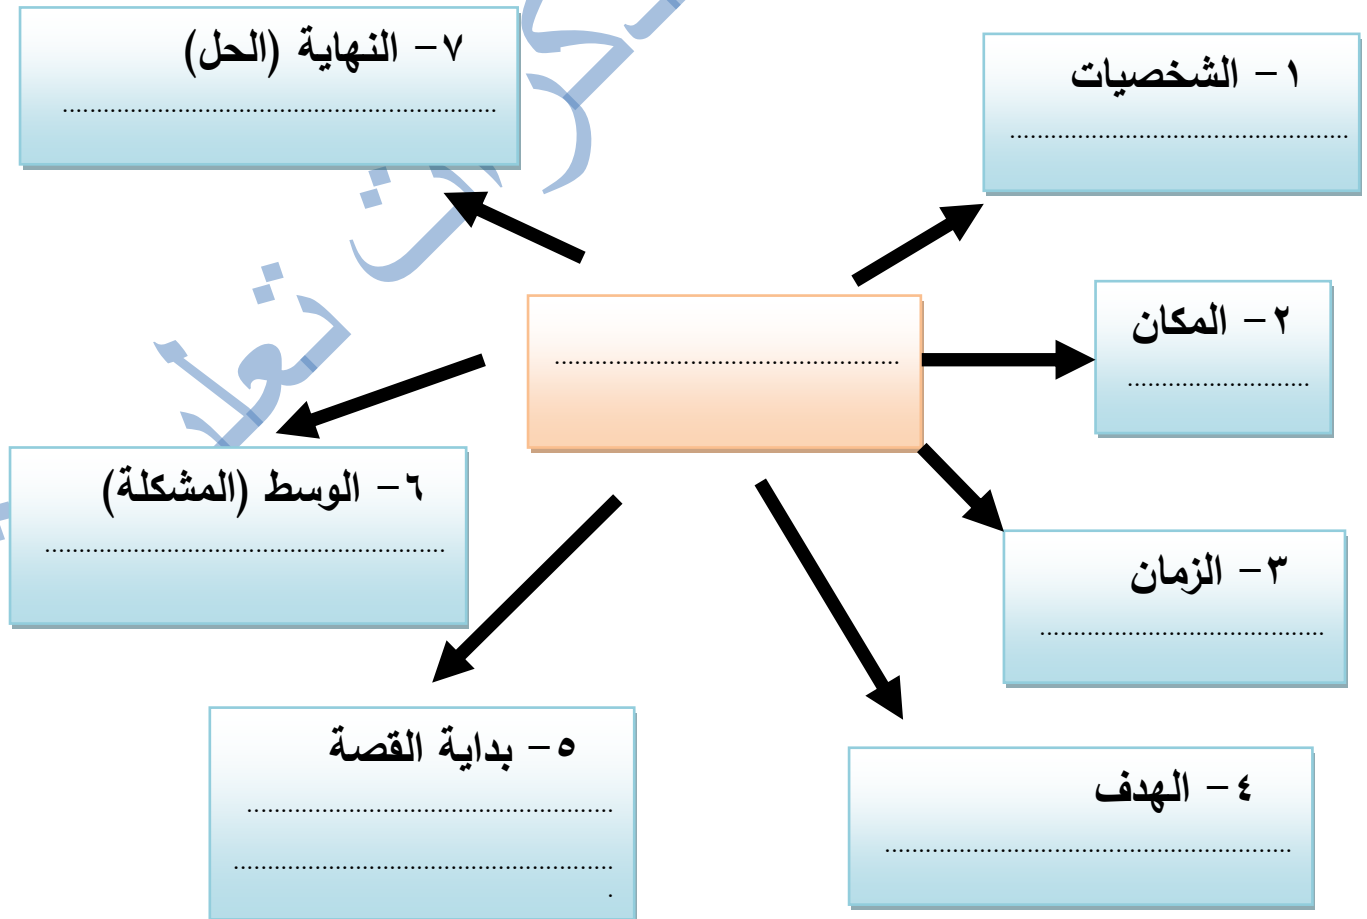 ١- الشخصيات
................................................
٢- المكان
..........................
٣- الزمان
.........................................
٤- الهدف
...........................................................
٥- بداية القصة
.....................................................
.......................................................
.
٦- الوسط (المشكلة)
..........................................................
٧- النهاية (الحل)
...............................................................
..................................................